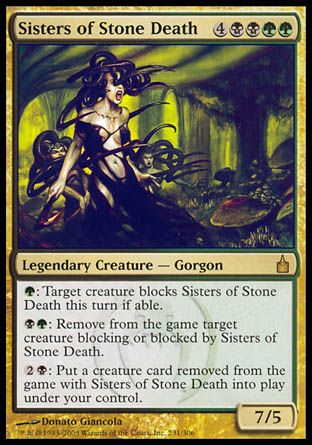 Sisters of Stone Death 4
Legendary Creature — Gorgon
: Target creature blocks Sisters of Stone
Death this turn if able.
: Remove from the game target
creature blocking or blocked by Sisters of
Stone Death.
2: Put a creature card removed from the
game with Sisters of Stone Death into play
under your control.
Donato Giancola
7/5
™ & © 1993–2005 Wizards of the Coast, Inc. 231/306